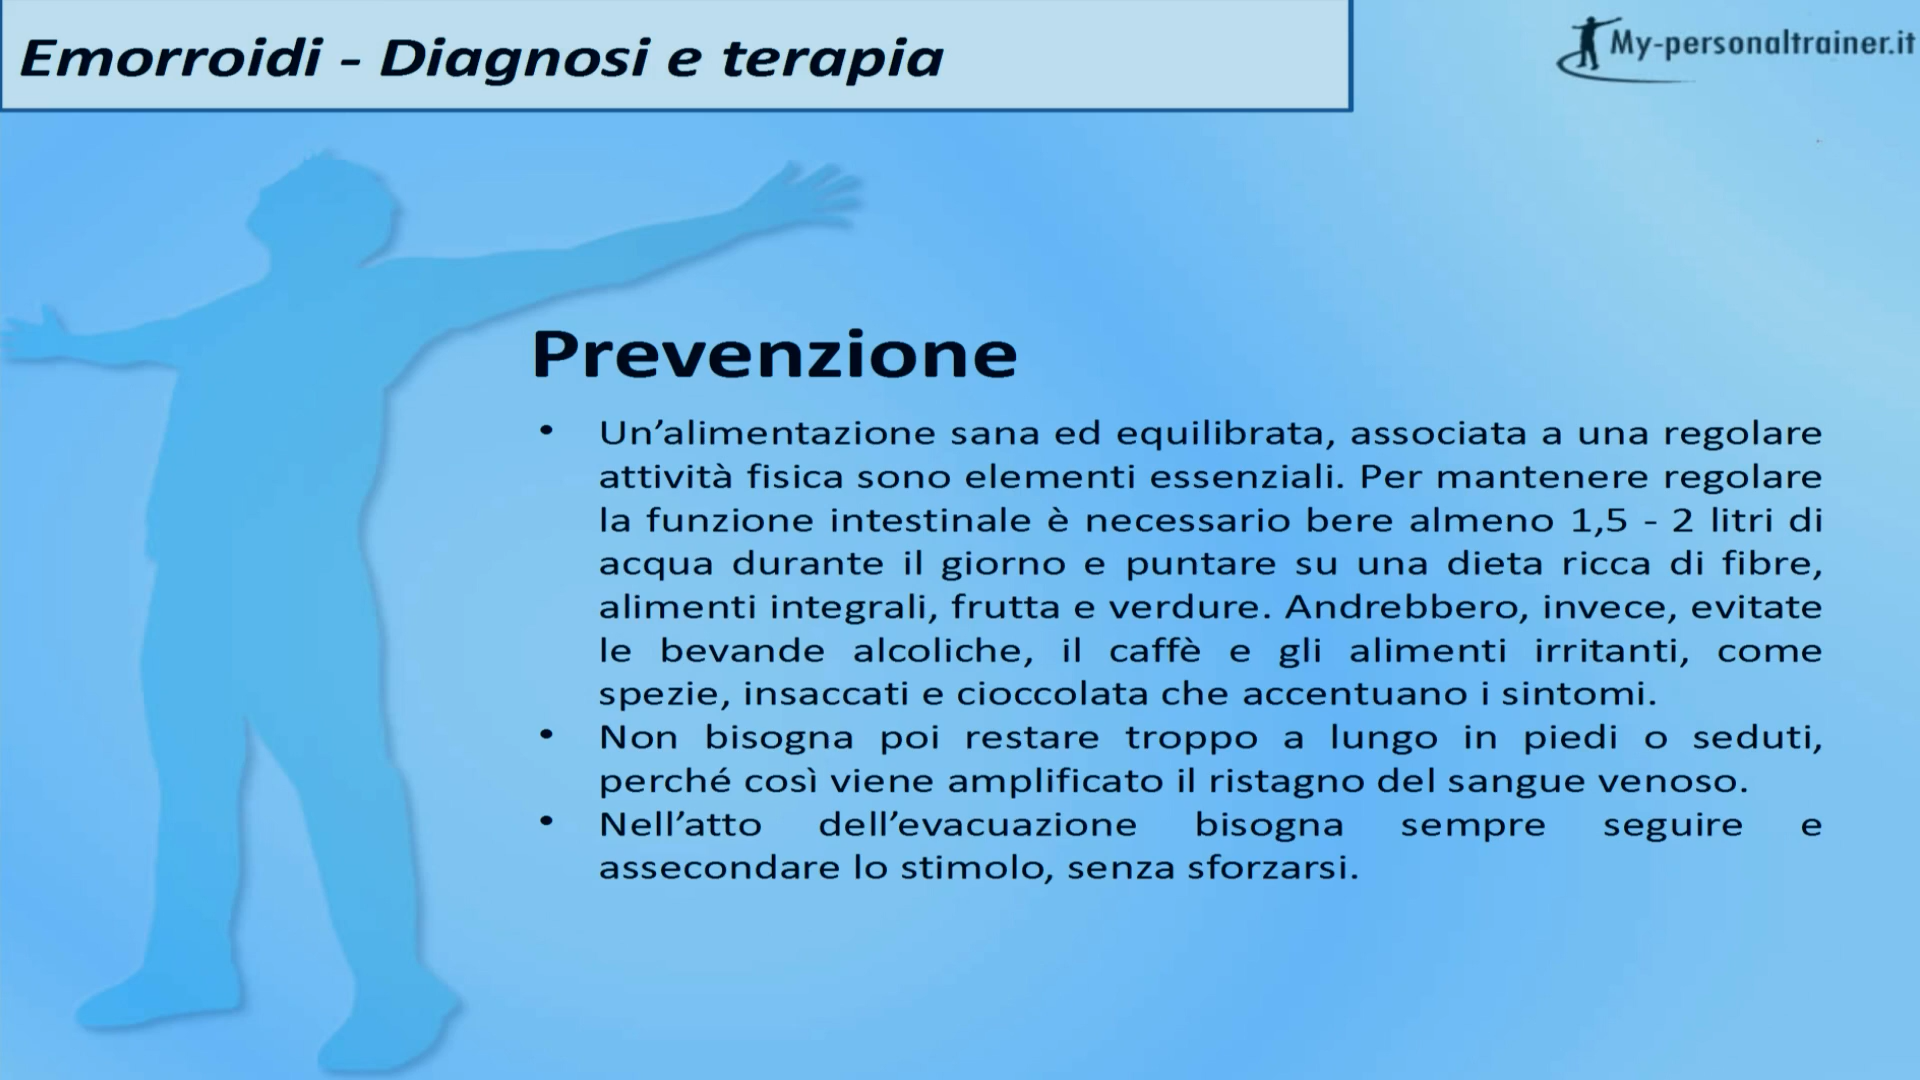 Emorroidi - Diagnosi e terapia
My-personaltrainer.it
Prevenzione
• Un’alimentazione sana ed equilibrata, associata a una regolare
attività fisica sono elementi essenziali. Per mantenere regolare
la funzione intestinale è necessario bere almeno 1,5 - 2 litri di
acqua durante il giorno e puntare su una dieta ricca di fibre,
alimenti integrali, frutta e verdure. Andrebbero, invece, evitate
le bevande alcoliche, il caffè e gli alimenti irritanti, come
spezie, insaccati e cioccolata che accentuano i sintomi.
• Non bisogna poi restare troppo a lungo in piedi o seduti,
perché così viene amplificato il ristagno del sangue venoso.
• Nell’atto dell’evacuazione bisogna sempre seguire e
assecondare lo stimolo, senza sforzarsi.